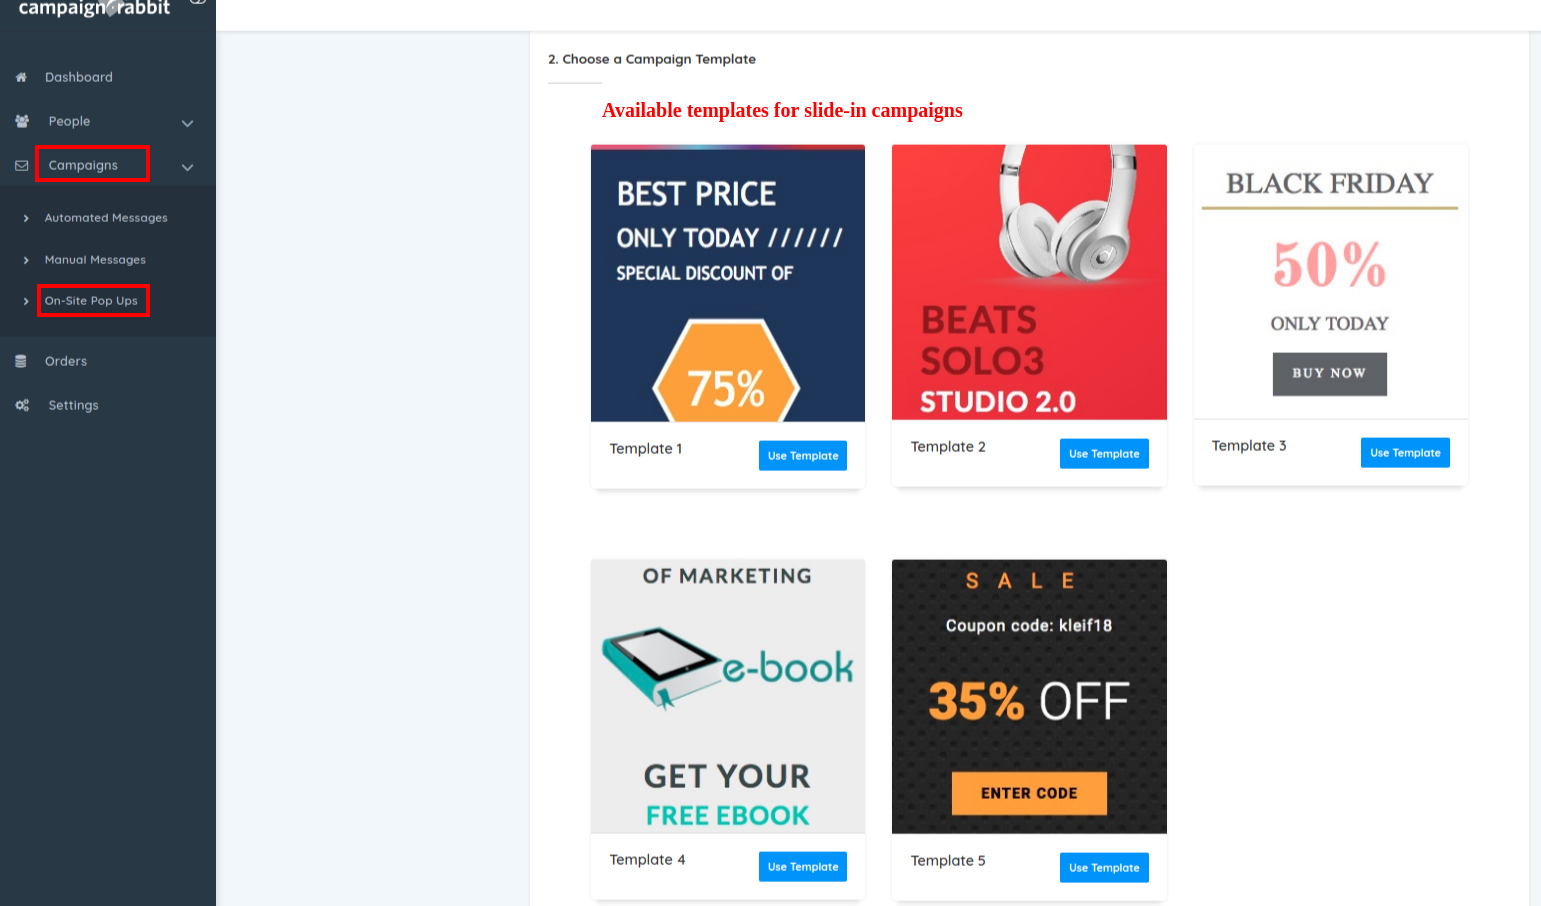 campaignrabbit
Dashboard
People
Campaigns
Automated Messages
Manual Messages
On-Site Pop Ups
Orders
Settings
2. Choose a Campaign Template
Available templates for slide-in campaigns
BEST PRICE
ONLY TODAY //////
SPECIAL DISCOUNT OF
75%
Template 1
Use Template
BEATS
SOLO3
STUDIO 2.0
Template 2
Use Template
BLACK FRIDAY
50%
ONLY TODAY
BUY NOW
Template 3
Use Template
OF MARKETING
e-book
GET YOUR
FREE EBOOK
Template 4
Use Template
SALE
Coupon code: kleif18
35% OFF
ENTER CODE
Template 5
Use Template